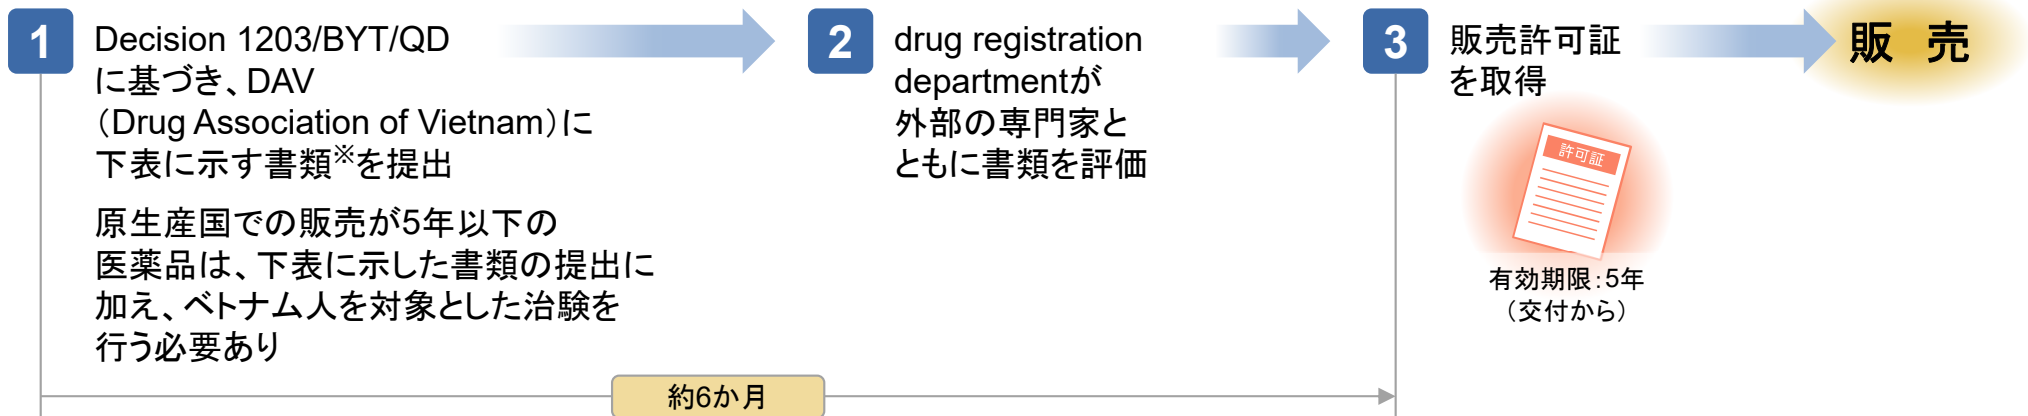 1
Decision 1203/BYT/QD
に基づき、DAV
（Drug Association of Vietnam）に
下表に示す書類※を提出
原生産国での販売が5年以下の
医薬品は、下表に示した書類の提出に
加え、ベトナム人を対象とした治験を
行う必要あり
2
drug registration
departmentが
外部の専門家と
ともに書類を評価
3
販売許可証
を取得
許可証
有効期限：5年
（交付から）
販 売
約6か月